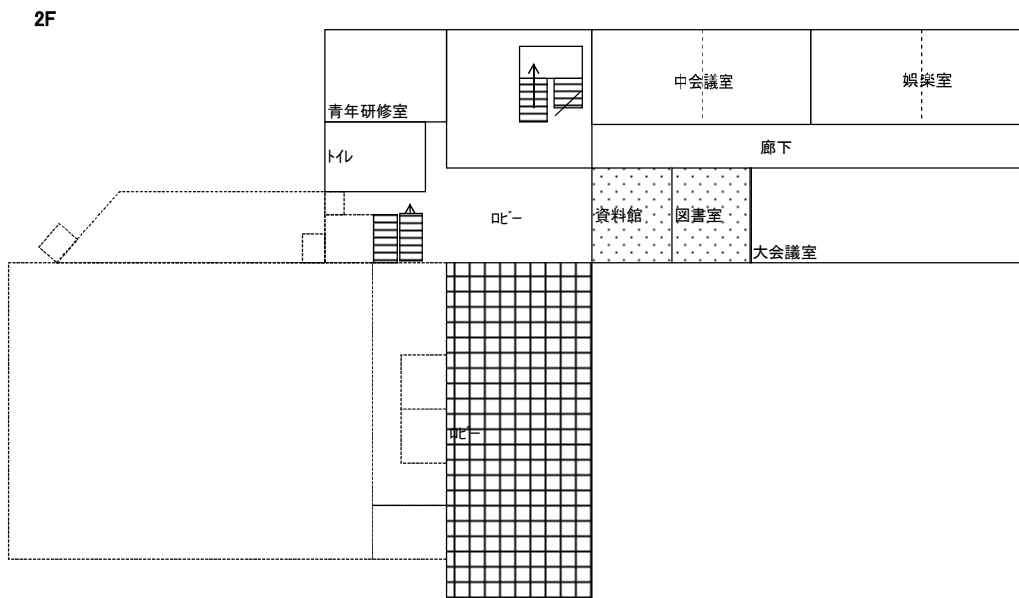 2F
中会議室
娯楽室
青年研修室
廊下
ﾄｲﾚ
ﾛﾋﾞｰ
資料館
図書室
大会議室
ﾛﾋﾞｰ